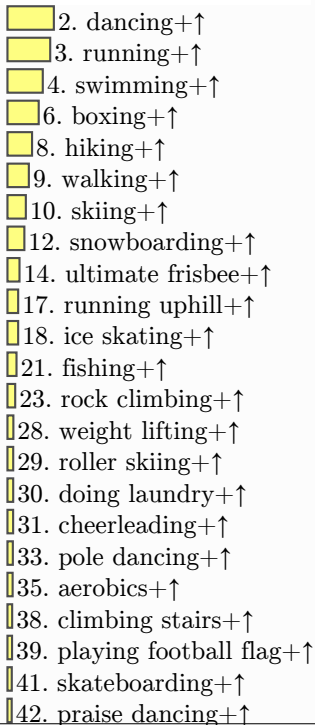 2. dancing+↑
3. running+↑
4. swimming+↑
6. boxing+↑
8. hiking+↑
9. walking+↑
10. skiing+↑
12. snowboarding+↑
14. ultimate frisbee+↑
17. running uphill+↑
18. ice skating+↑
21. fishing+↑
23. rock climbing+↑
28. weight lifting+↑
29. roller skiing+↑
30. doing laundry+↑
31. cheerleading+↑
33. pole dancing+↑
35. aerobics+↑
38. climbing stairs+↑
39. playing football flag+↑
41. skateboarding+↑
42. praise dancing+↑